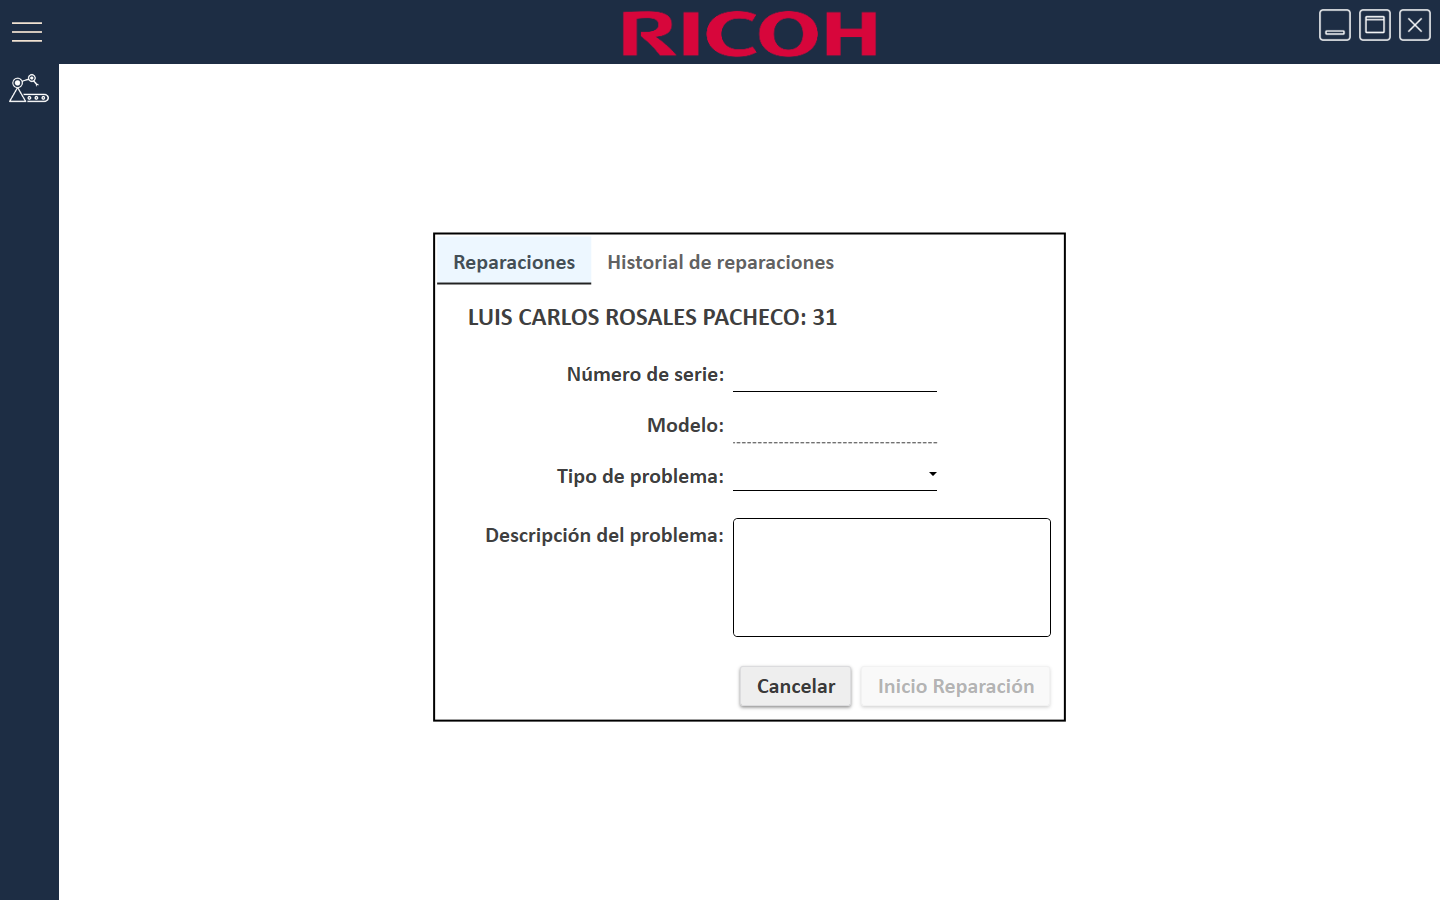 RICOH
Reparaciones Historial de reparaciones
LUIS CARLOS ROSALES PACHECO: 31
Número de serie:
Modelo:
Tipo de problema:
Descripción del problema:
Cancelar Inicio Reparación